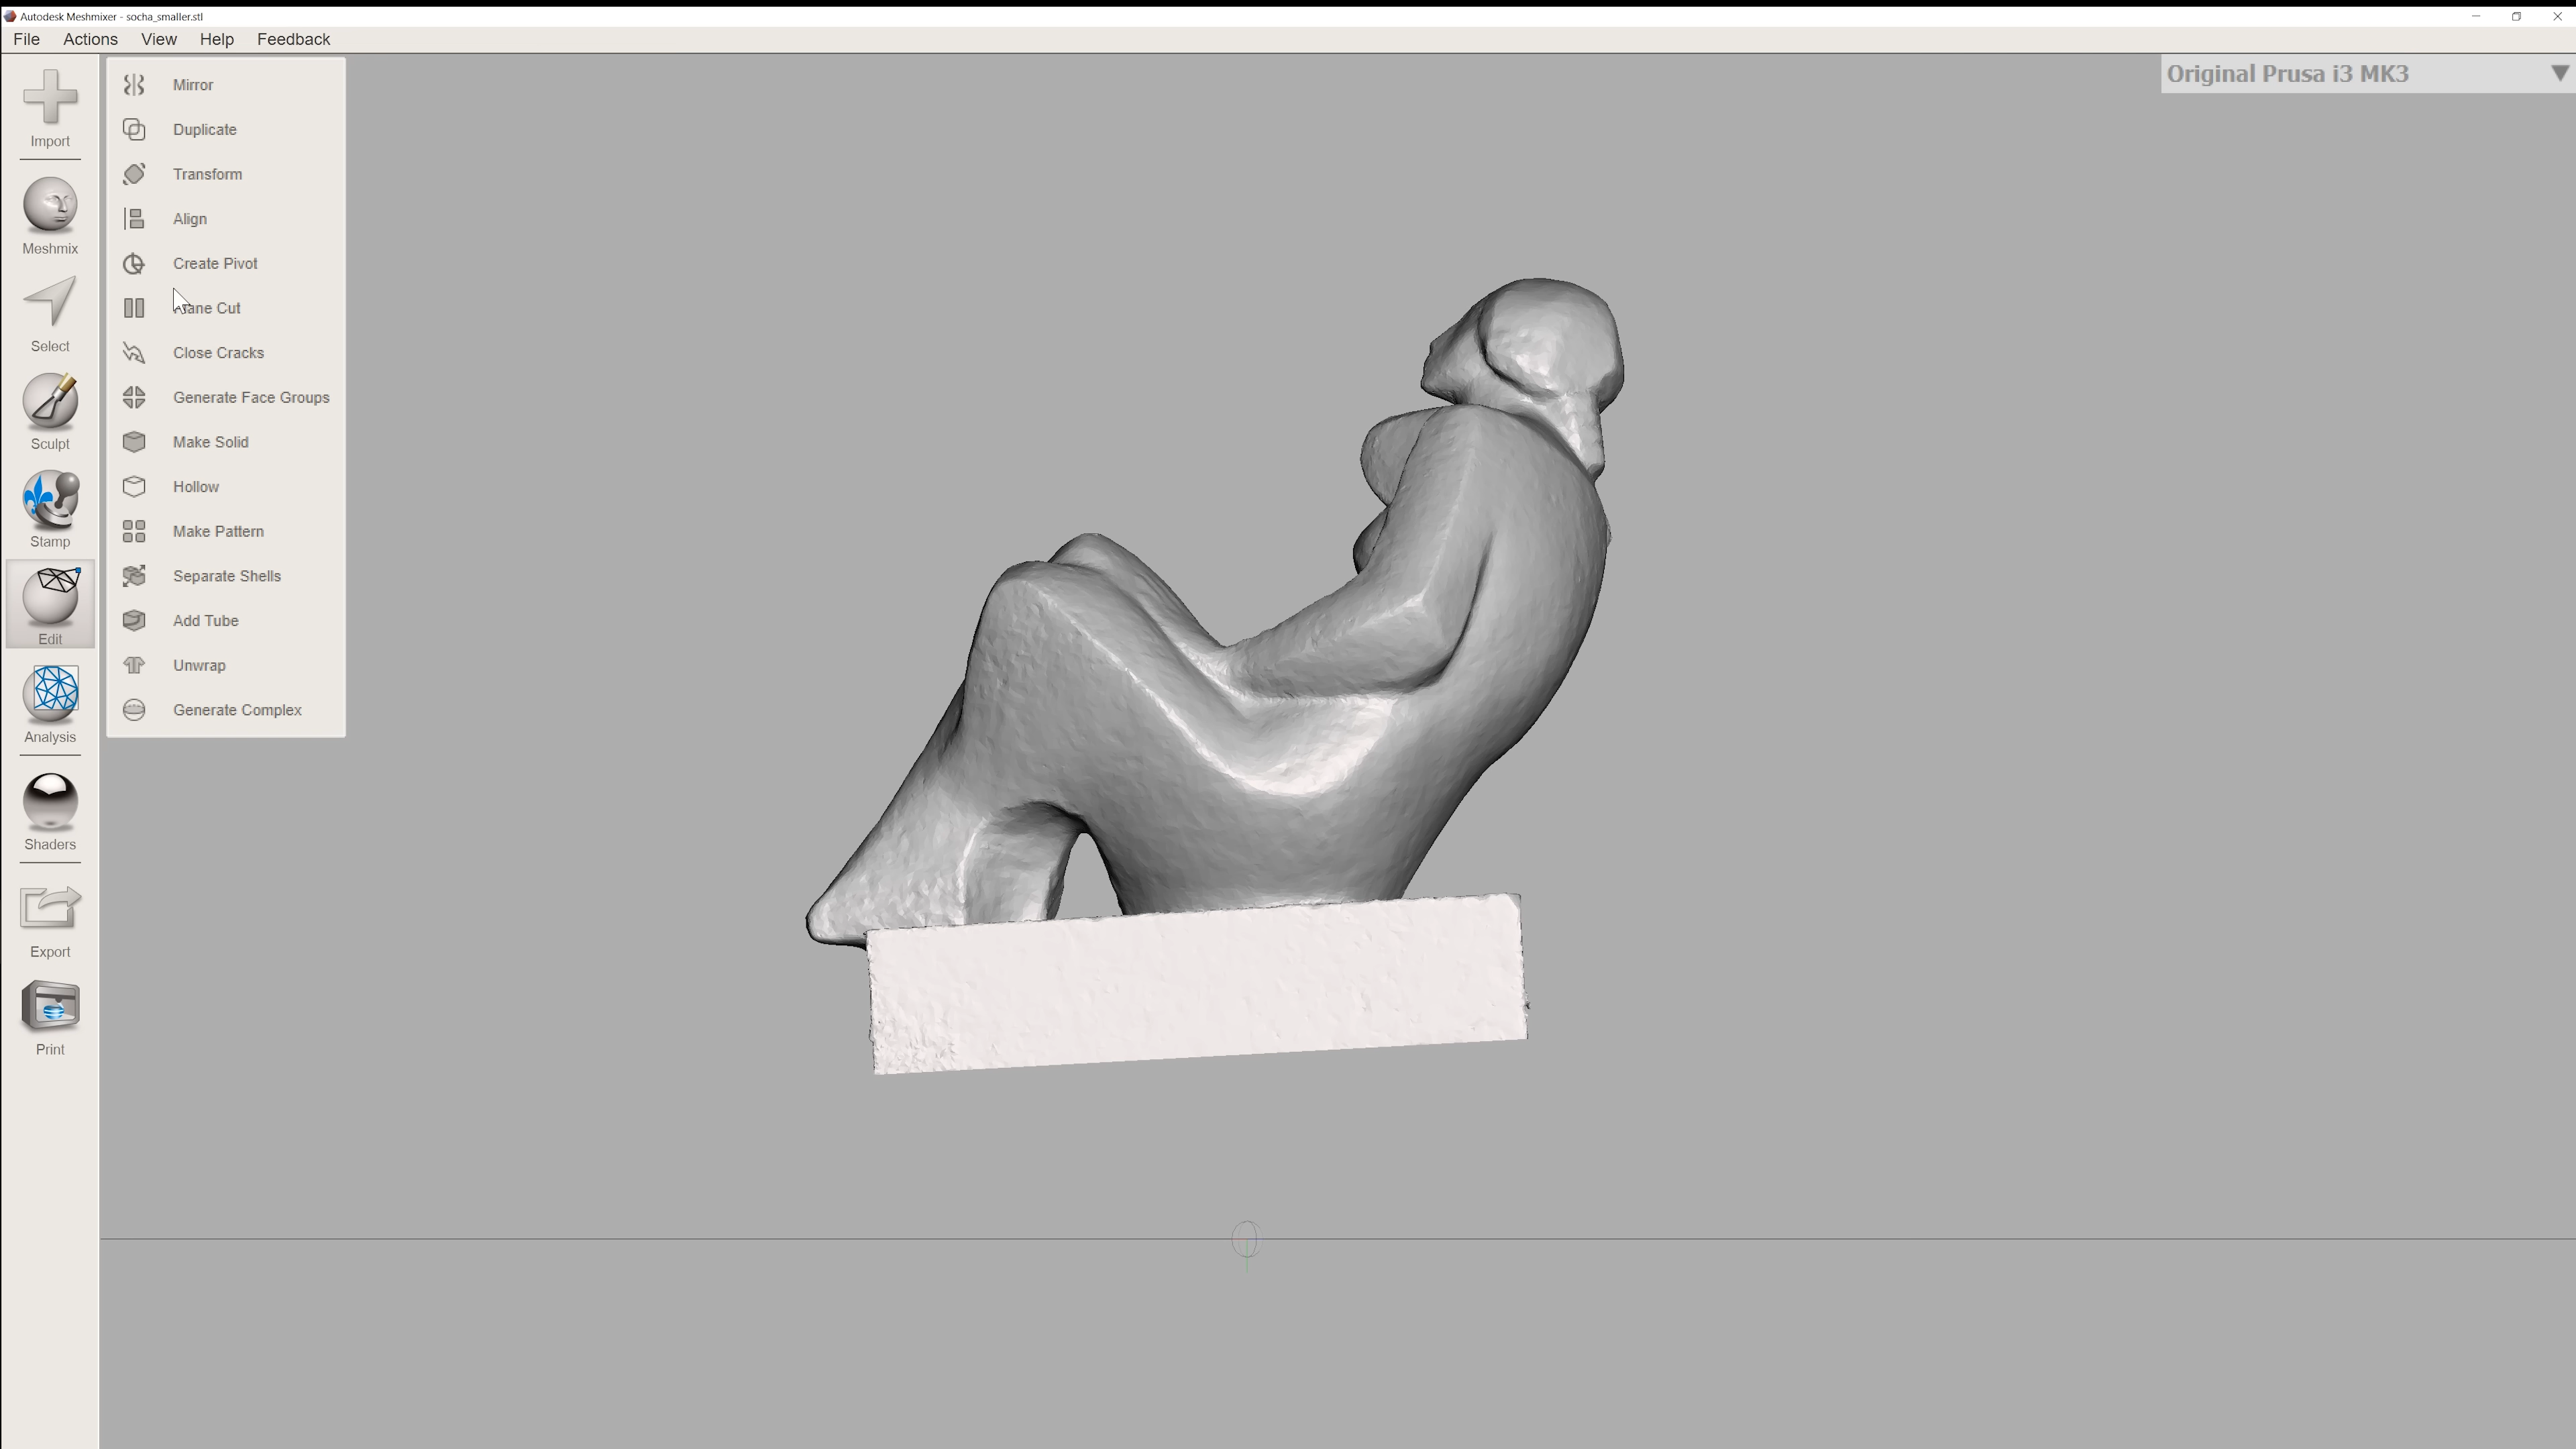 Autodesk Meshmixer - socha_smaller.stl
File Actions View Help Feedback
Original Prusa i3 MK3
Import
Meshmix
Select
Sculpt
Stamp
Edit
Analysis
Shaders
Export
Print
Mirror
Duplicate
Transform
Align
Create Pivot
ane Cut
Close Cracks
Generate Face Groups
Make Solid
Hollow
Make Pattern
Separate Shells
Add Tube
Unwrap
Generate Complex